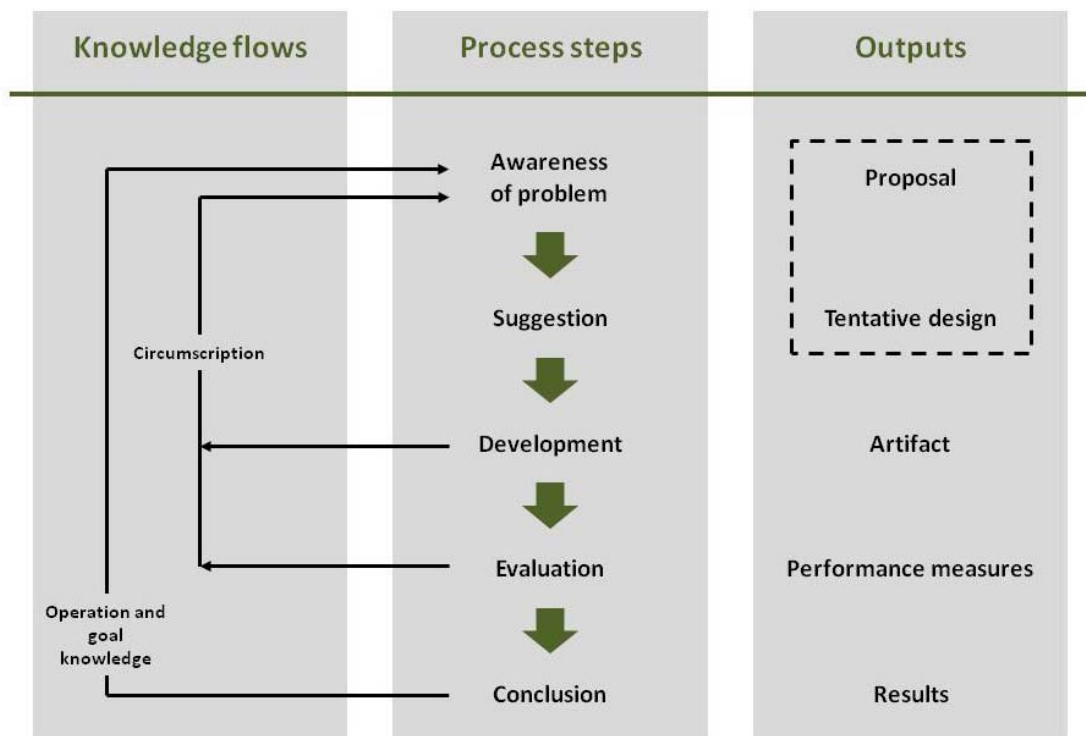 Knowledge flows
Process steps
Outputs
Awareness
of problem
Proposal
Suggestion
Tentative design
Circumscription
Development
Artifact
Evaluation
Performance measures
Operation and
goal
knowledge
Conclusion
Results